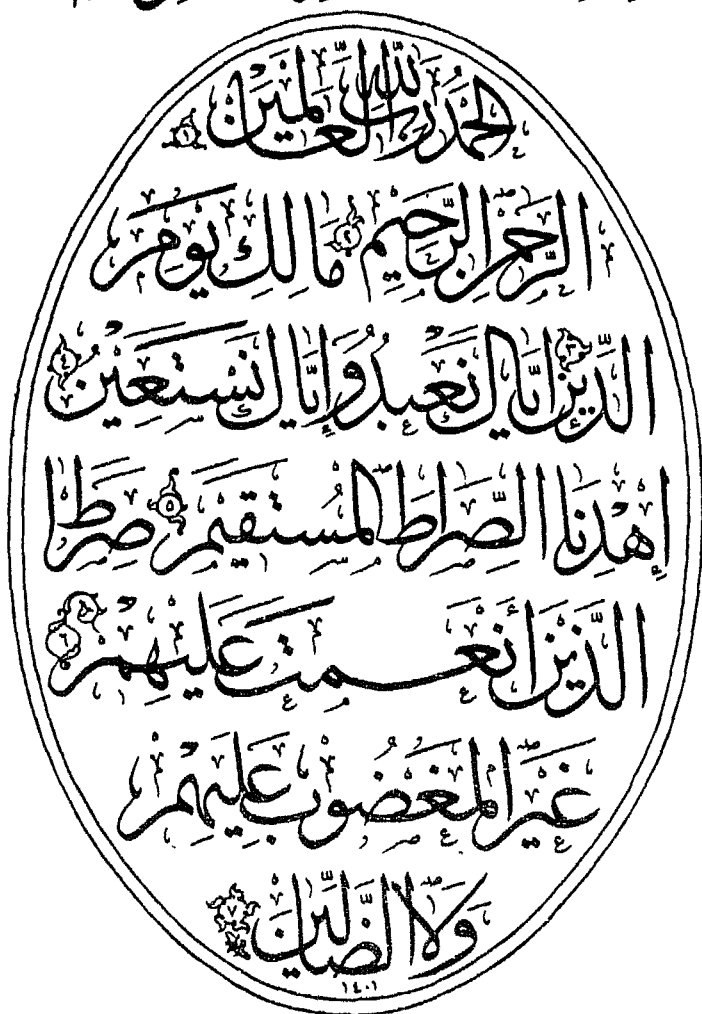 الحمد لله رب العالمين ١
الرحمن الرحيم ٢ مالك يوم
الدين ٣ إياك نعبد وإياك نستعين ٤
إهدنا الصراط المستقيم ٥ صراط
الذين أنعمت عليهم ٦
غير المغضوب عليهم
ولا الضالين ٧
١٤٠١